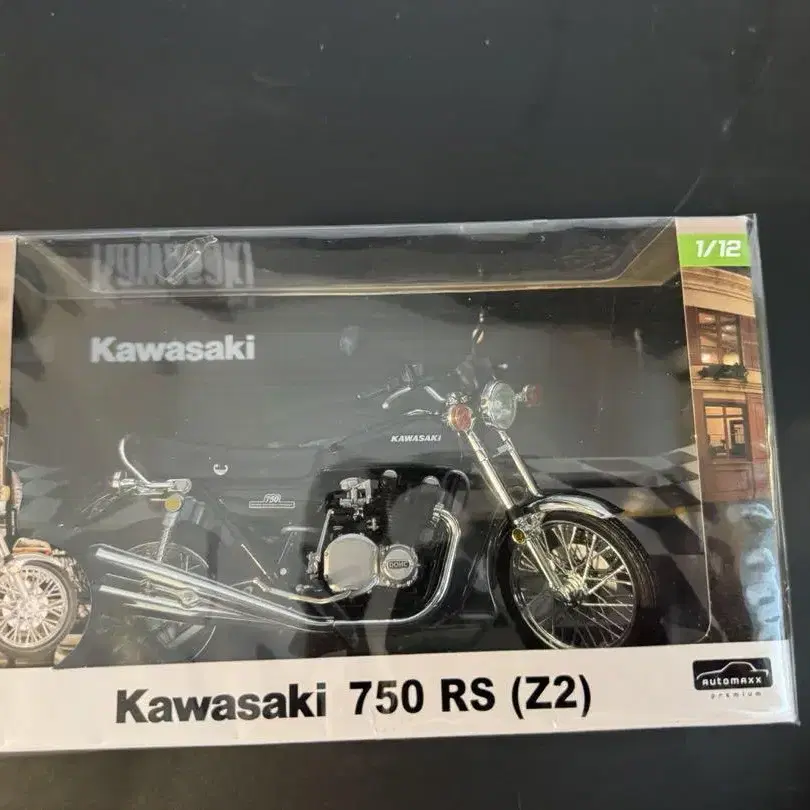 1/12
Kawasaki
KAWASAKI
750
DOHC
Kawasaki 750 RS (Z2)
AUTOMAXX
premium